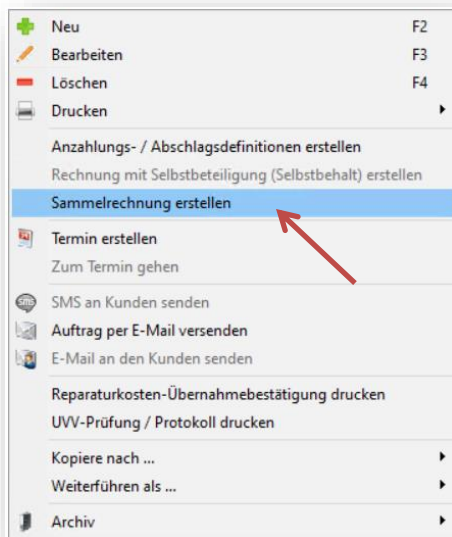 Neu F2
Bearbeiten F3
Löschen F4
Drucken
Anzahlungs- / Abschlagsdefinitionen erstellen
Rechnung mit Selbstbeteiligung (Selbstbehalt) erstellen
Sammelrechnung erstellen
Termin erstellen
Zum Termin gehen
SMS an Kunden senden
Auftrag per E-Mail versenden
E-Mail an den Kunden senden
Reparaturkosten-Übernahmebestätigung drucken
UVV-Prüfung / Protokoll drucken
Kopiere nach ...
Weiterführen als ...
Archiv